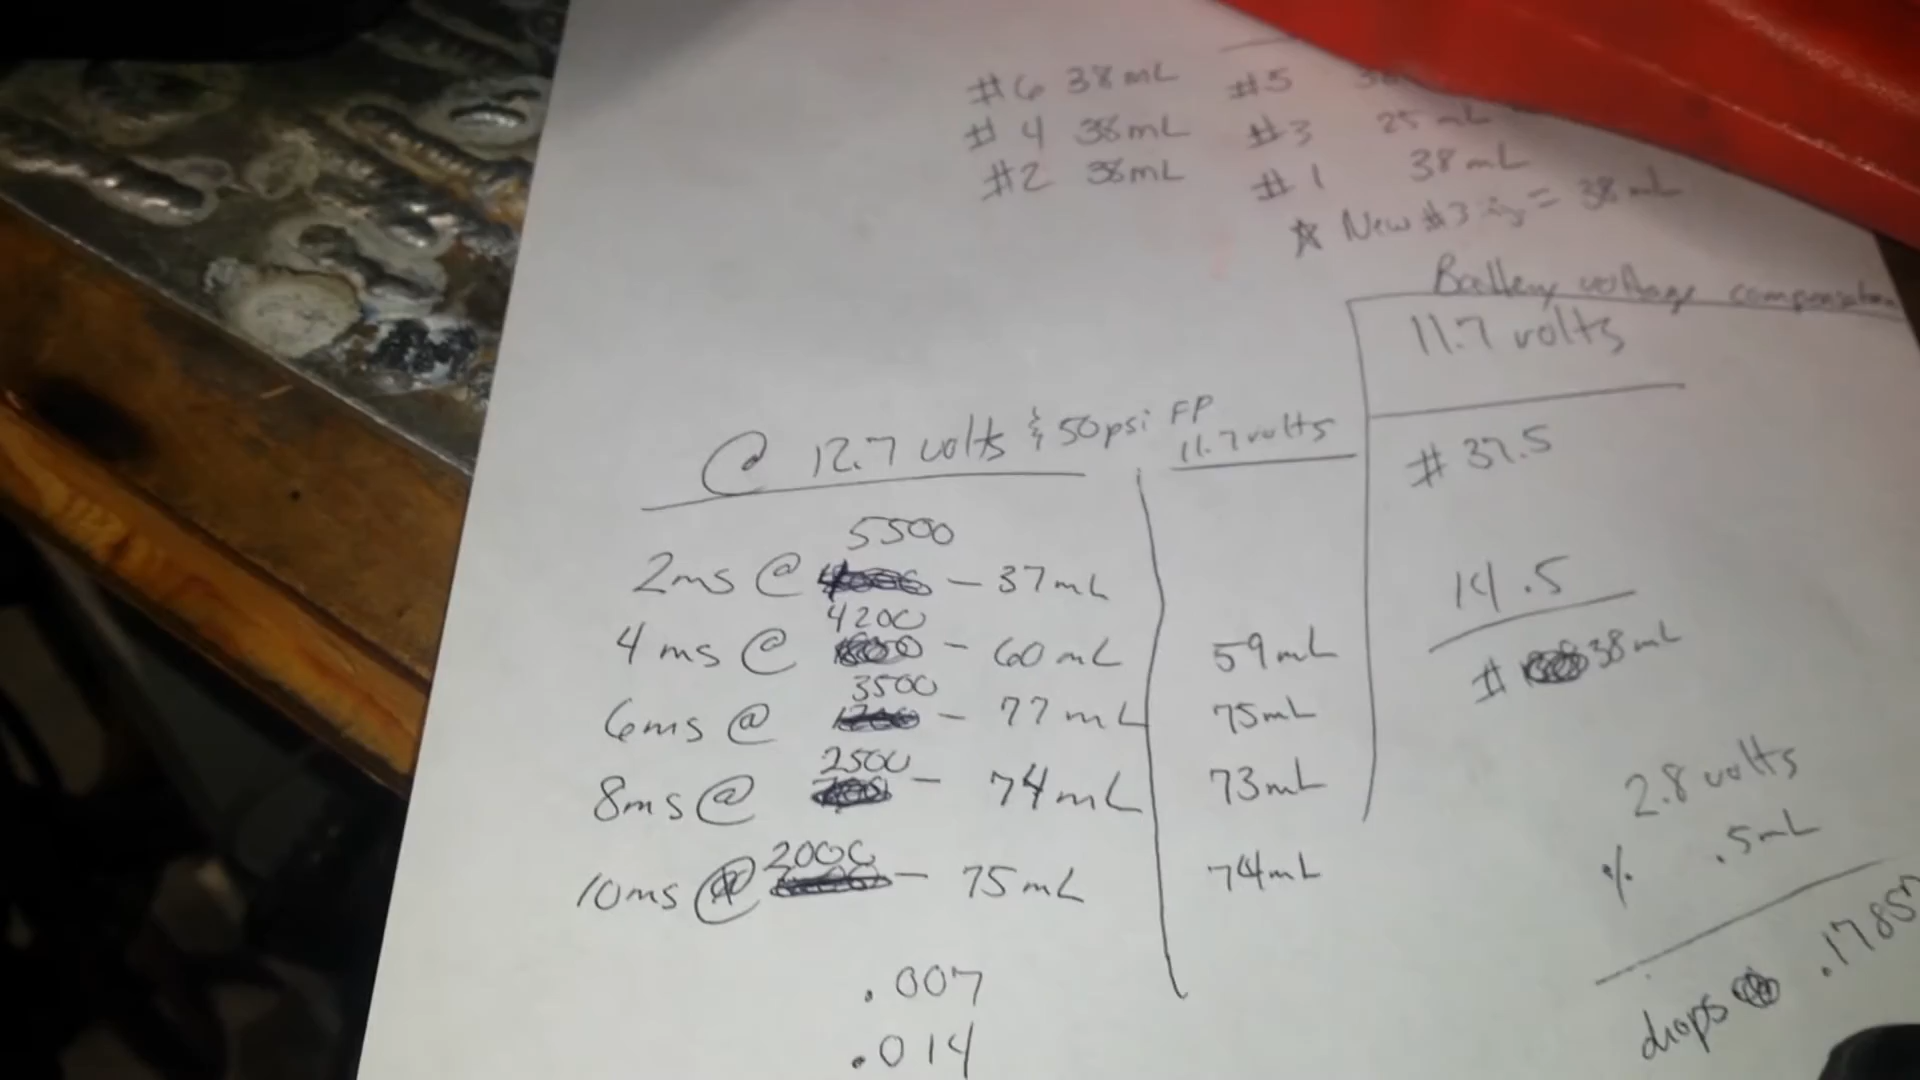 #6 38mL #5
#4 38mL #3 25mL
#2 38mL #1 38mL
☆ New #3 = 38mL
Battery voltage compensation
11.7 volts
#37.5
14.5
# 38mL
@ 12.7 volts & 50psi FP 11.7 volts
2ms @ 5500 - 37mL
4ms @ 4200 - 60mL 59mL
6ms @ 3500 - 77mL 75mL
8ms @ 2500 - 74mL 73mL
10ms @ 2000 - 75mL 74mL
.007
.014
2.8 volts
% .5mL
drops .1785